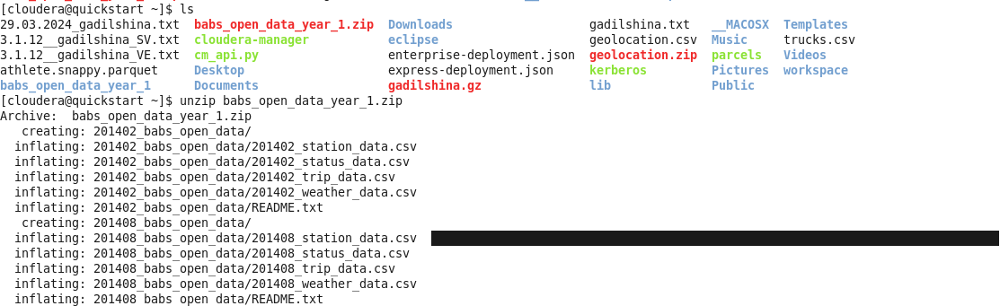 [cloudera@quickstart ~]$ ls
29.03.2024_gadilshina.txt  babs_open_data_year_1.zip  Downloads                   gadilshina.txt   __MACOSX  Templates
3.1.12__gadilshina_SV.txt  cloudera-manager           eclipse                     geolocation.csv  Music     trucks.csv
3.1.12__gadilshina_VE.txt  cm_api.py                  enterprise-deployment.json  geolocation.zip  parcels   Videos
athlete.snappy.parquet     Desktop                    express-deployment.json     kerberos         Pictures  workspace
babs_open_data_year_1      Documents                  gadilshina.gz               lib              Public
[cloudera@quickstart ~]$ unzip babs_open_data_year_1.zip
Archive:  babs_open_data_year_1.zip
   creating: 201402_babs_open_data/
  inflating: 201402_babs_open_data/201402_station_data.csv
  inflating: 201402_babs_open_data/201402_status_data.csv
  inflating: 201402_babs_open_data/201402_trip_data.csv
  inflating: 201402_babs_open_data/201402_weather_data.csv
  inflating: 201402_babs_open_data/README.txt
   creating: 201408_babs_open_data/
  inflating: 201408_babs_open_data/201408_station_data.csv
  inflating: 201408_babs_open_data/201408_status_data.csv
  inflating: 201408_babs_open_data/201408_trip_data.csv
  inflating: 201408_babs_open_data/201408_weather_data.csv
  inflating: 201408_babs_open_data/README.txt